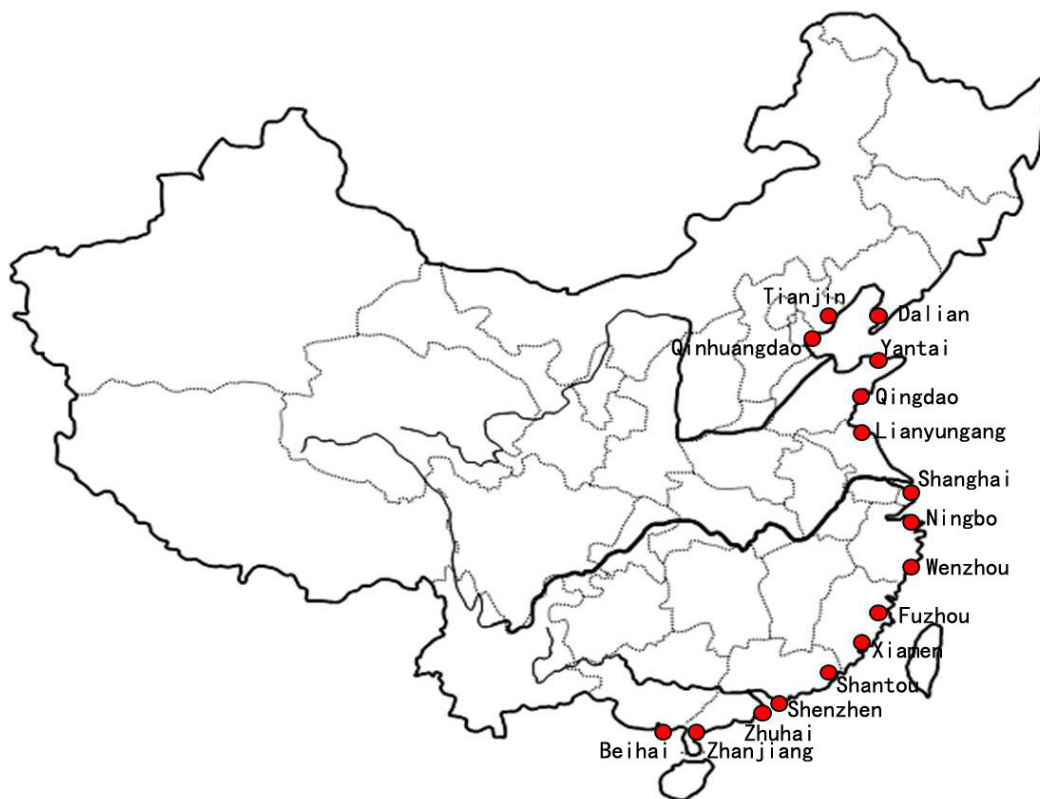 Tianjin
Dalian
Qinhuangdao
Yantai
Qingdao
Lianyungang
Shanghai
Ningbo
Wenzhou
Fuzhou
Xiamen
Shantou
Shenzhen
Zhuhai
Beihai
Zhanjiang